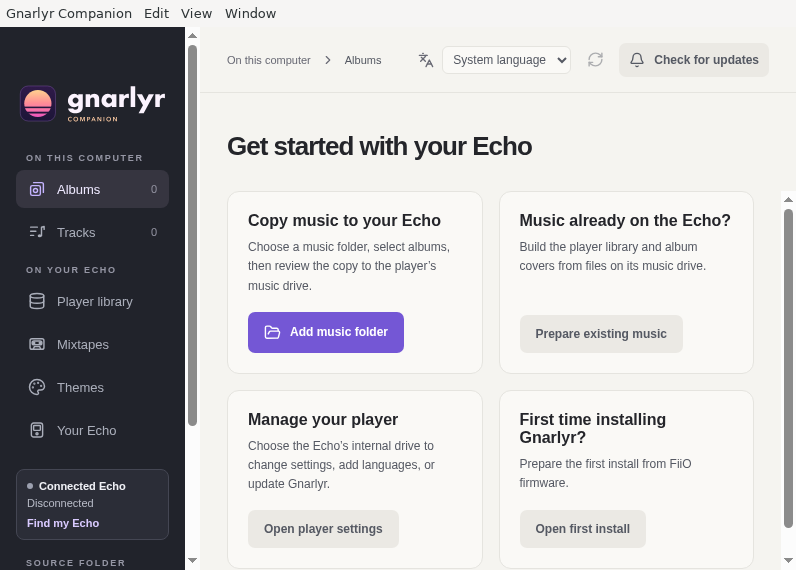 Gnarlyr Companion Edit View Window
gnarlyr
COMPANION
ON THIS COMPUTER
Albums 0
Tracks 0
ON YOUR ECHO
Player library
Mixtapes
Themes
Your Echo
Connected Echo
Disconnected
Find my Echo
SOURCE FOLDER
On this computer > Albums
System language
Check for updates
Get started with your Echo
Copy music to your Echo
Choose a music folder, select albums,
then review the copy to the player’s
music drive.
Add music folder
Music already on the Echo?
Build the player library and album
covers from files on its music drive.
Prepare existing music
Manage your player
Choose the Echo’s internal drive to
change settings, add languages, or
update Gnarlyr.
Open player settings
First time installing
Gnarlyr?
Prepare the first install from FiiO
firmware.
Open first install